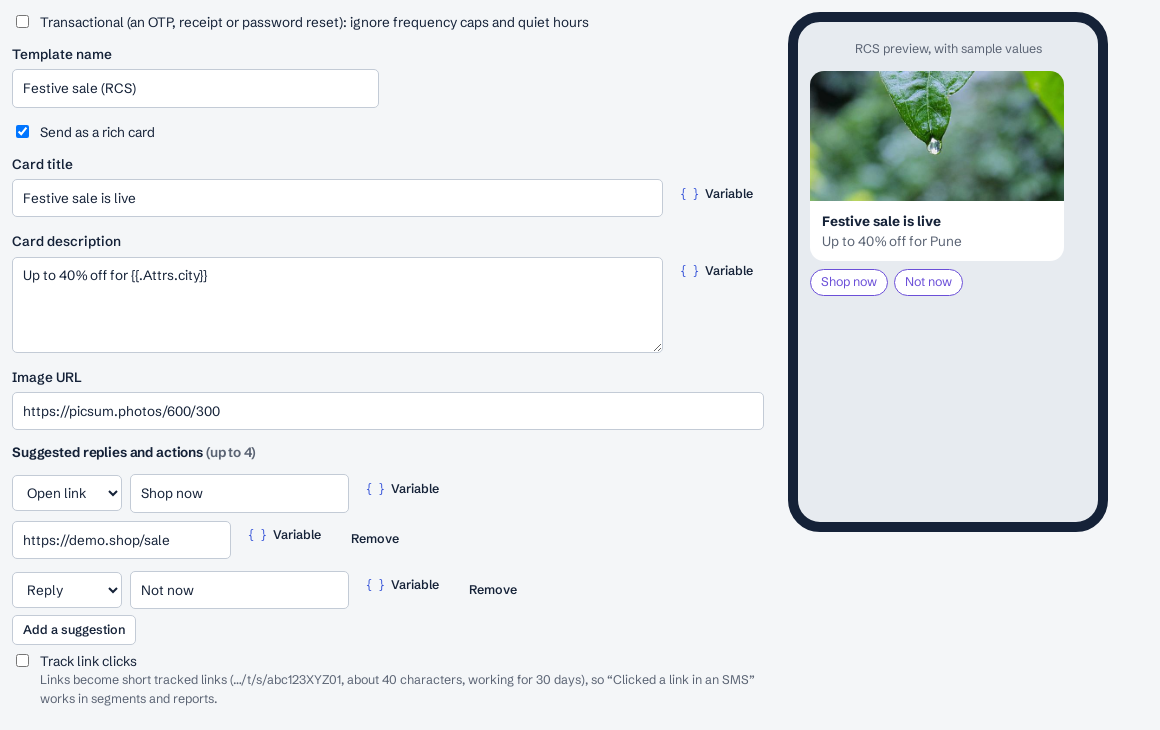 Transactional (an OTP, receipt or password reset): ignore frequency caps and quiet hours
Template name
Festive sale (RCS)
Send as a rich card
Card title
Festive sale is live
{ } Variable
Card description
Up to 40% off for {{.Attrs.city}}
{ } Variable
Image URL
https://picsum.photos/600/300
Suggested replies and actions (up to 4)
Open link
Shop now
{ } Variable
https://demo.shop/sale
{ } Variable
Remove
Reply
Not now
{ } Variable
Remove
Add a suggestion
Track link clicks
Links become short tracked links (…/t/s/abc123XYZ01, about 40 characters, working for 30 days), so “Clicked a link in an SMS”
works in segments and reports.
RCS preview, with sample values
Festive sale is live
Up to 40% off for Pune
Shop now
Not now